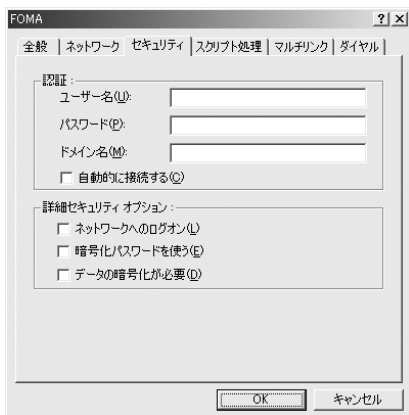 FOMA
全般 ネットワーク セキュリティ スクリプト処理 マルチリンク ダイヤル
認証:
ユーザー名(U):
パスワード(P):
ドメイン名(M):
自動的に接続する(C)
詳細セキュリティ オプション:
ネットワークへのログオン(L)
暗号化パスワードを使う(E)
データの暗号化が必要(D)
OK キャンセル